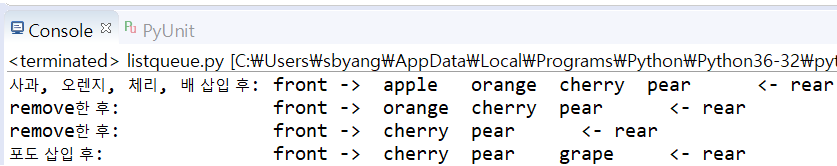 Console PyUnit
<terminated> listqueue.py [C:₩Users₩sbyang₩AppData₩Local₩Programs₩Python₩Python36-32₩pyt
사과, 오렌지, 체리, 배 삽입 후: front -> apple orange cherry pear <- rear
remove한 후: front -> orange cherry pear <- rear
remove한 후: front -> cherry pear <- rear
포도 삽입 후: front -> cherry pear grape <- rear